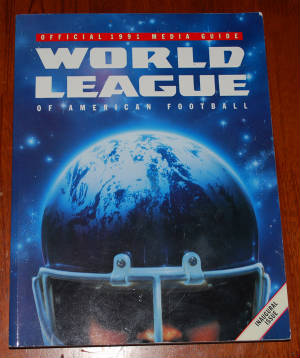 OFFICIAL 1991 MEDIA GUIDE
WORLD
LEAGUE
OF AMERICAN FOOTBALL
INAUGURAL
ISSUE